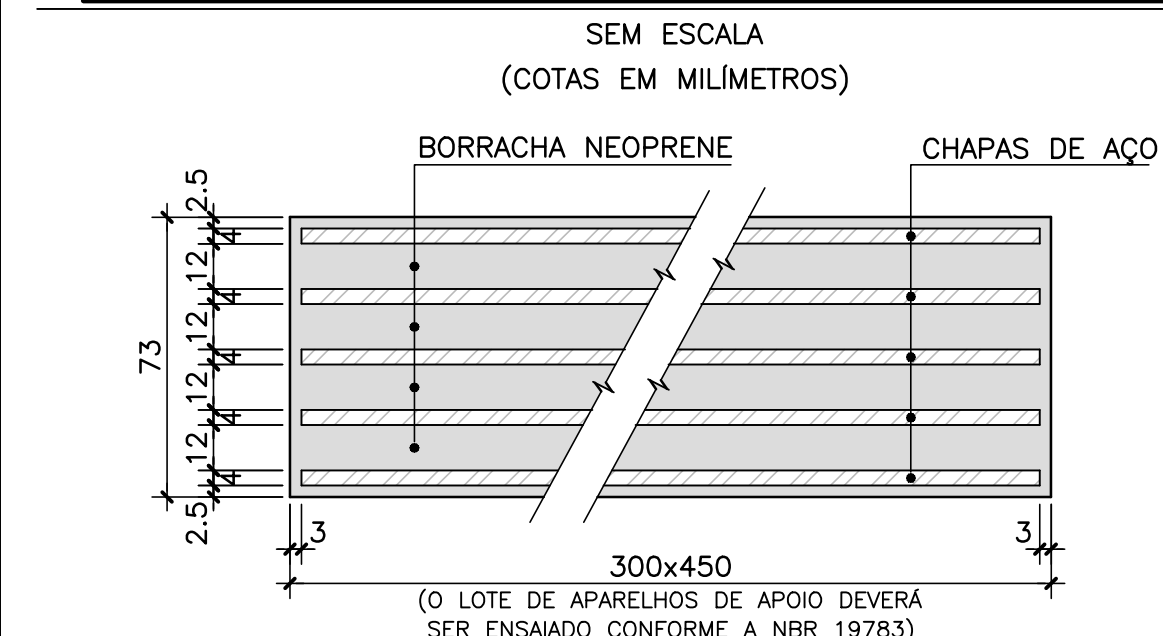 SEM ESCALA
(COTAS EM MILÍMETROS)
BORRACHA NEOPRENE
CHAPAS DE AÇO
2.5
4
12
4
12
73
4
12
4
12
4
2.5
3
3
300x450
(O LOTE DE APARELHOS DE APOIO DEVERÁ
SER ENSAIADO CONFORME A NBR 19783)